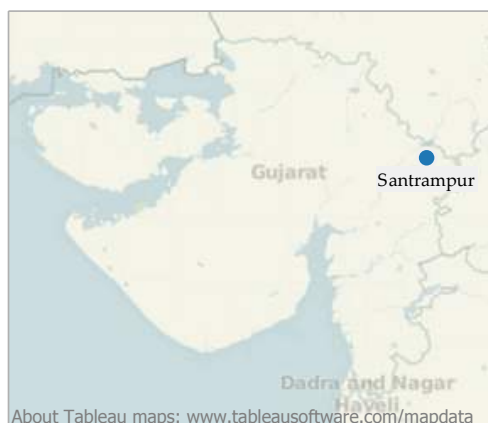 Gujarat
Santrampur
Dadra and Nagar
Haveli
About Tableau maps: www.tableausoftware.com/mapdata